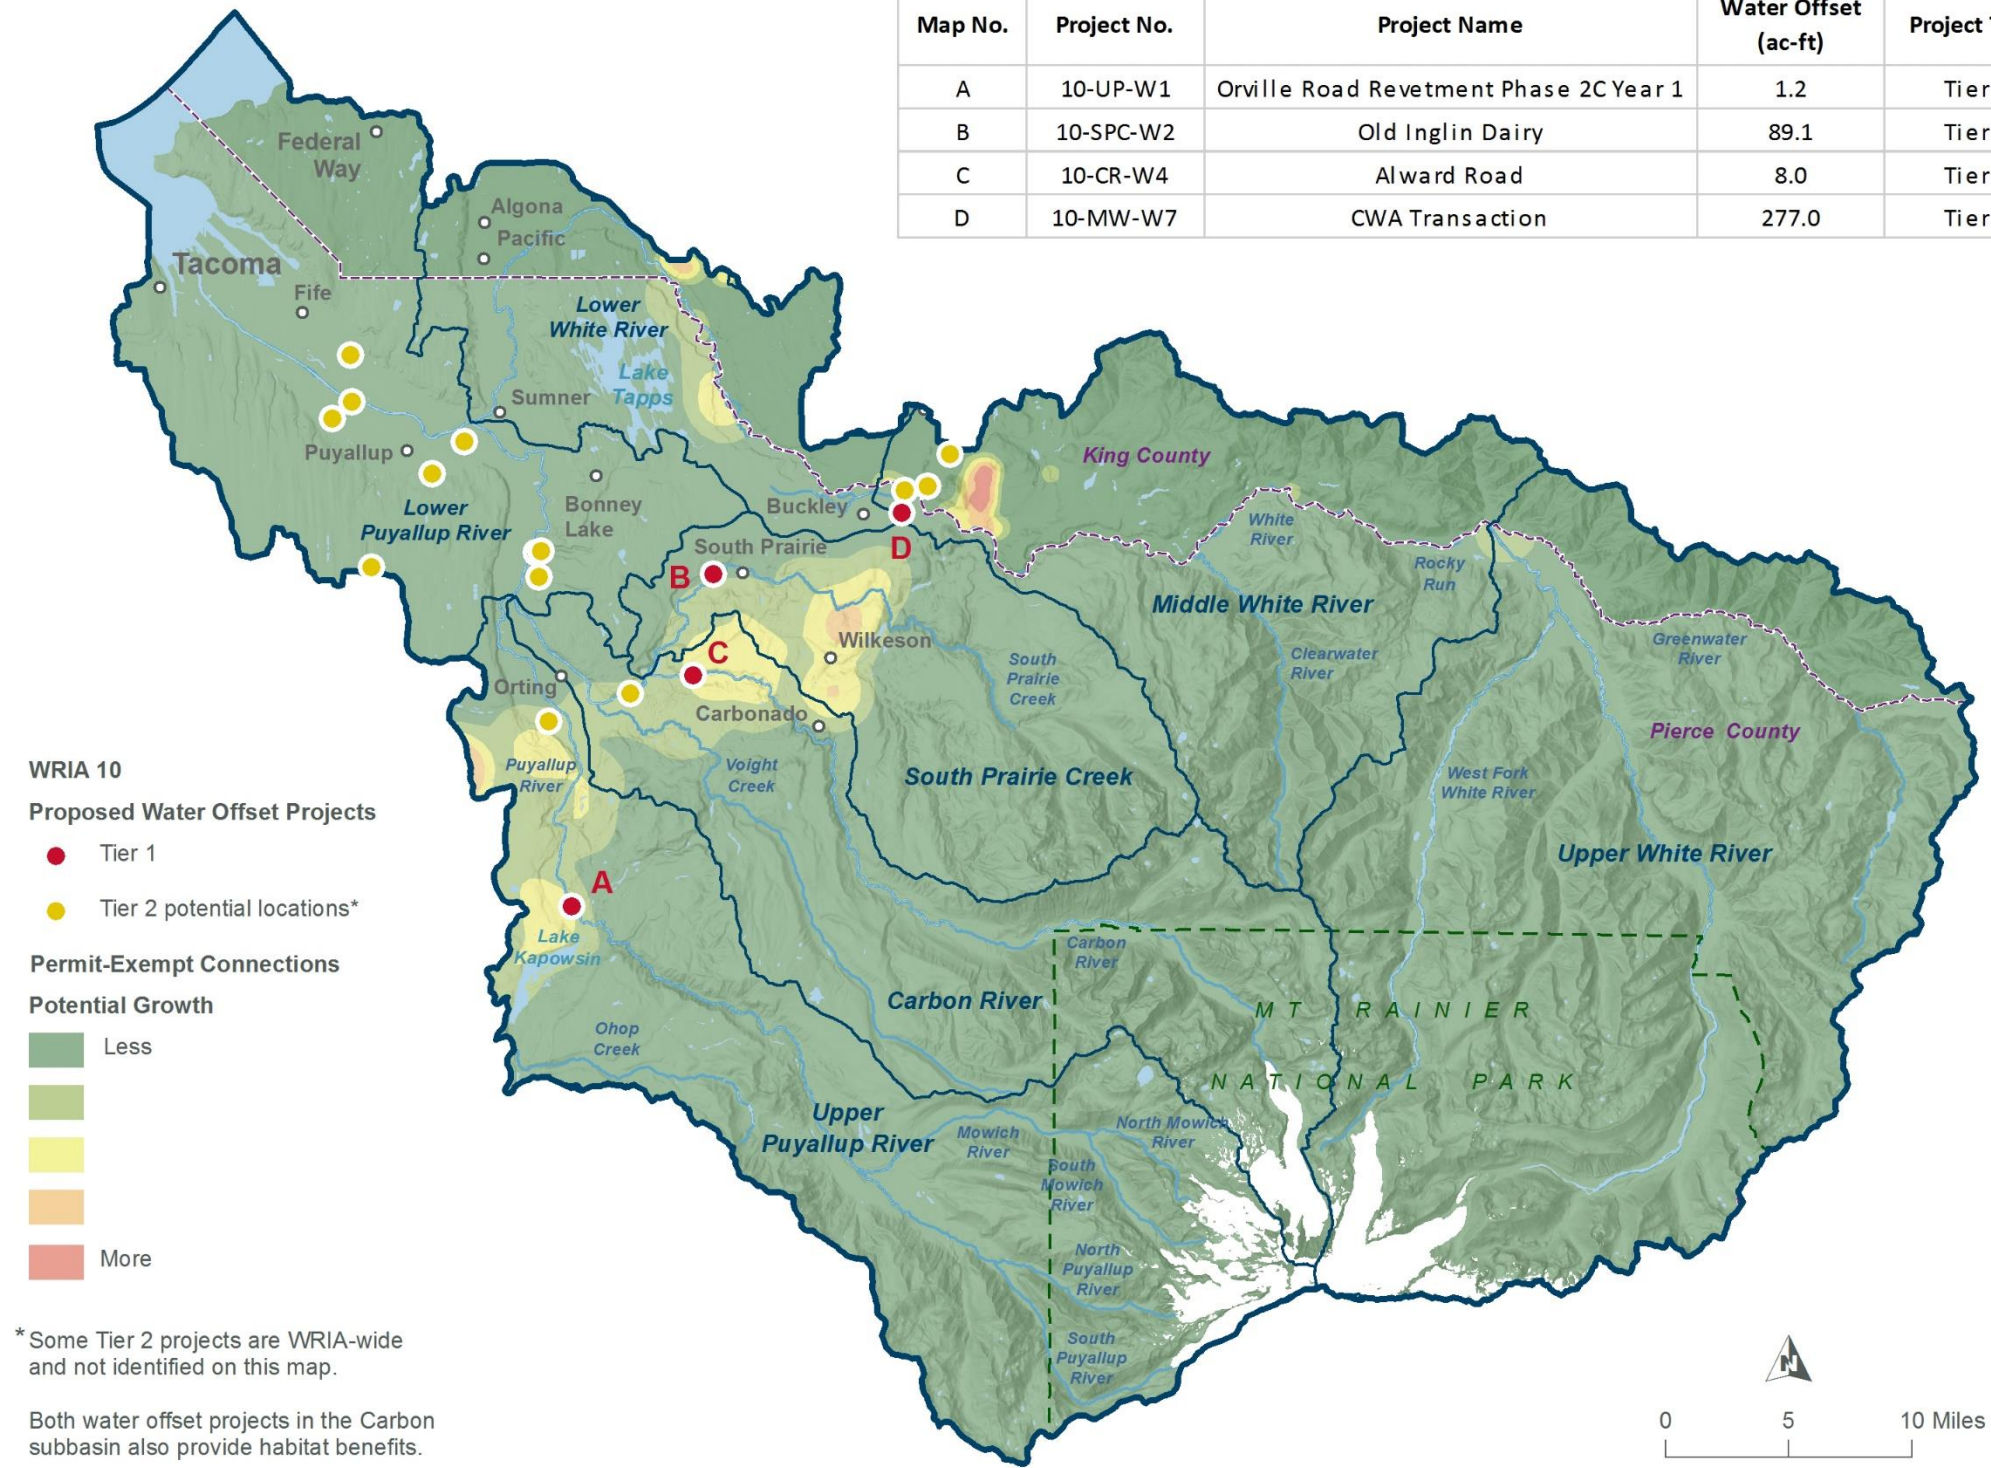 Map No. Project No. Project Name Water Offset (ac-ft) Project
A 10-UP-W1 Orville Road Revetment Phase 2C Year 1 1.2 Tier
B 10-SPC-W2 Old Inglin Dairy 89.1 Tier
C 10-CR-W4 Alward Road 8.0 Tier
D 10-MW-W7 CWA Transaction 277.0 Tier
Federal
Way
Algona
Pacific
Tacoma
Fife
Lower
White River
Lake
Tapps
Sumner
Puyallup
Lower
Puyallup River
Bonney
Lake
Buckley
King County
D
South Prairie
B
White
River
Rocky
Run
Middle White River
Greenwater
River
C
Wilkeson
South
Prairie
Creek
Clearwater
River
Orting
Carbonado
Pierce County
Puyallup
River
Voight
Creek
South Prairie Creek
West Fork
White River
Upper White River
A
Lake
Kapowsin
Carbon
River
Carbon River
MT RAINIER
NATIONAL PARK
Ohop
Creek
Upper
Puyallup River
Mowich
River
North Mowich
River
South
Mowich
River
North
Puyallup
River
South
Puyallup
River
WRIA 10
Proposed Water Offset Projects
Tier 1
Tier 2 potential locations*
Permit-Exempt Connections
Potential Growth
Less
More
*Some Tier 2 projects are WRIA-wide
and not identified on this map.
Both water offset projects in the Carbon
subbasin also provide habitat benefits.
N
0 5 10 Miles